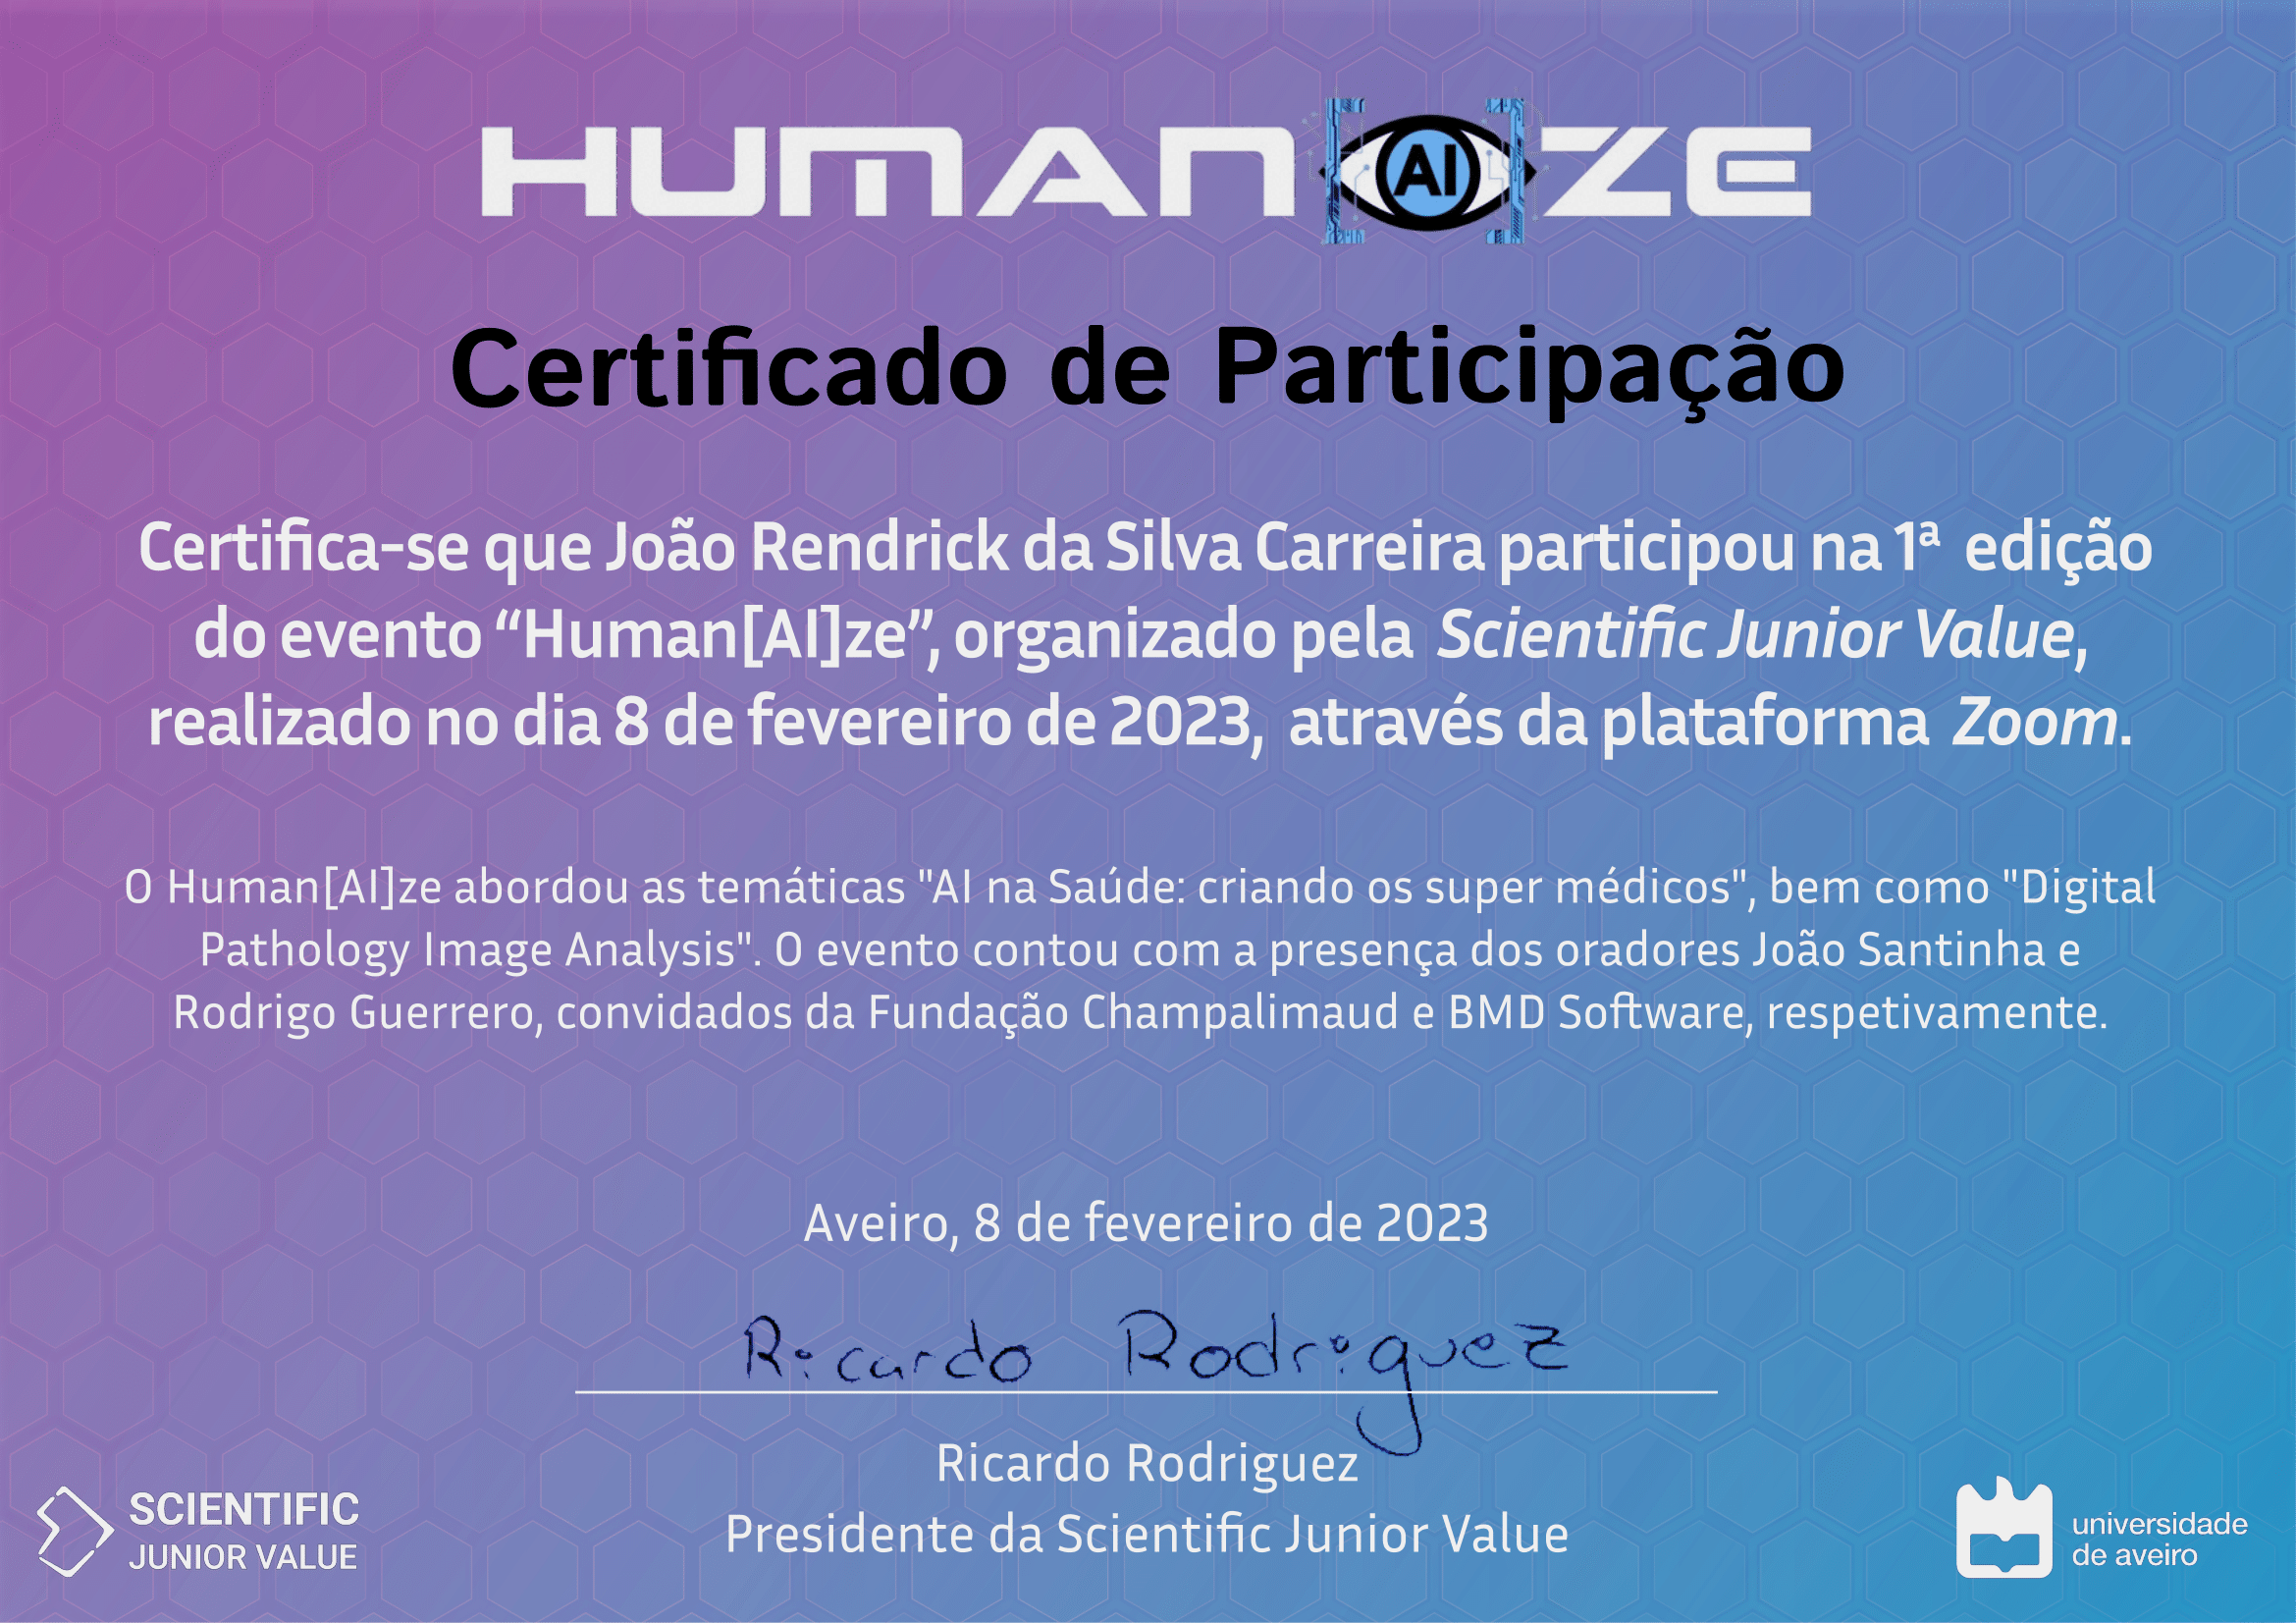 HUMAN[AI]ZE
Certificado de Participação
Certifica-se que João Rendrick da Silva Carreira participou na 1ª edição
do evento “Human[AI]ze”, organizado pela Scientific Junior Value,
realizado no dia 8 de fevereiro de 2023, através da plataforma Zoom.
O Human[AI]ze abordou as temáticas "AI na Saúde: criando os super médicos", bem como "Digital
Pathology Image Analysis". O evento contou com a presença dos oradores João Santinha e
Rodrigo Guerrero, convidados da Fundação Champalimaud e BMD Software, respetivamente.
Aveiro, 8 de fevereiro de 2023
Ricardo Rodriguez
Ricardo Rodriguez
Presidente da Scientific Junior Value
SCIENTIFIC
JUNIOR VALUE
universidade
de aveiro